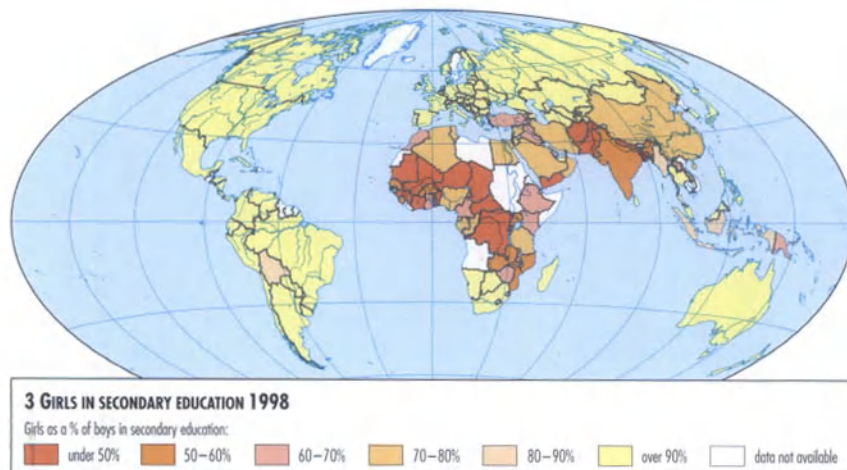 3 GIRLS IN SECONDARY EDUCATION 1998
Girls as a % of boys in secondary education:
under 50% 50–60% 60–70% 70–80% 80–90% over 90% data not available